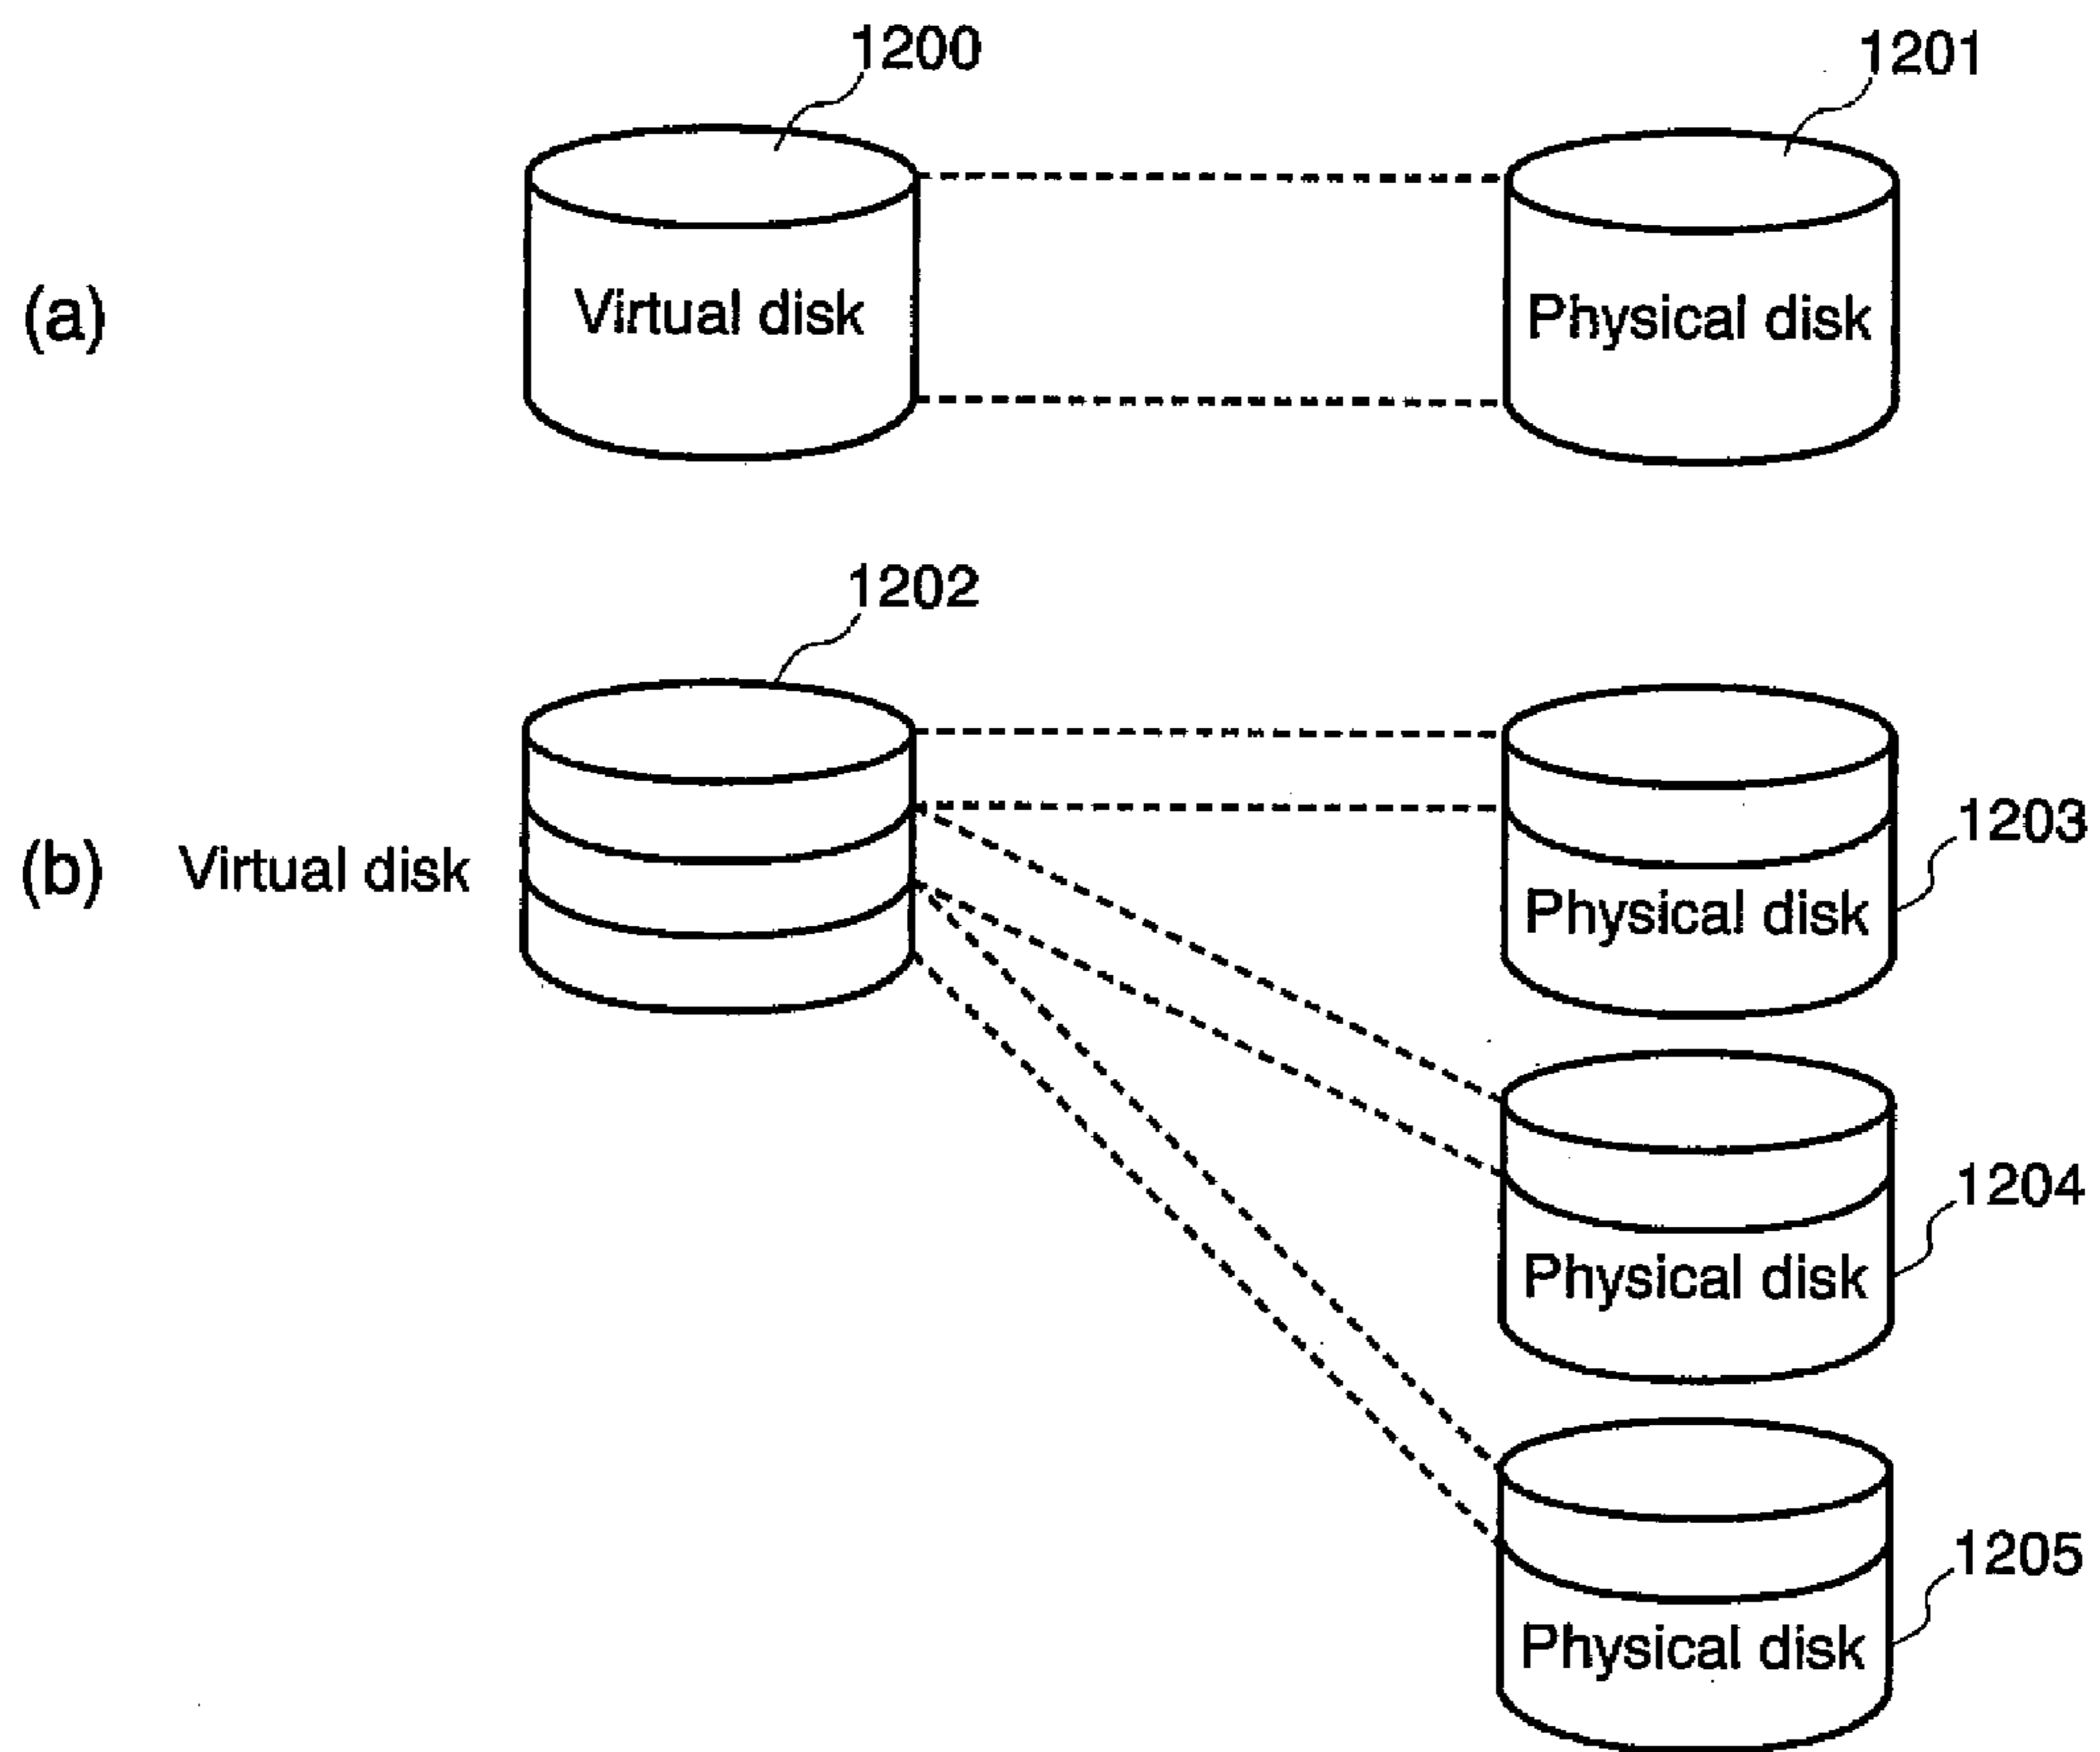 1200
1201
(a)
Virtual disk
Physical disk
1202
1203
(b)
Virtual disk
Physical disk
1204
Physical disk
1205
Physical disk